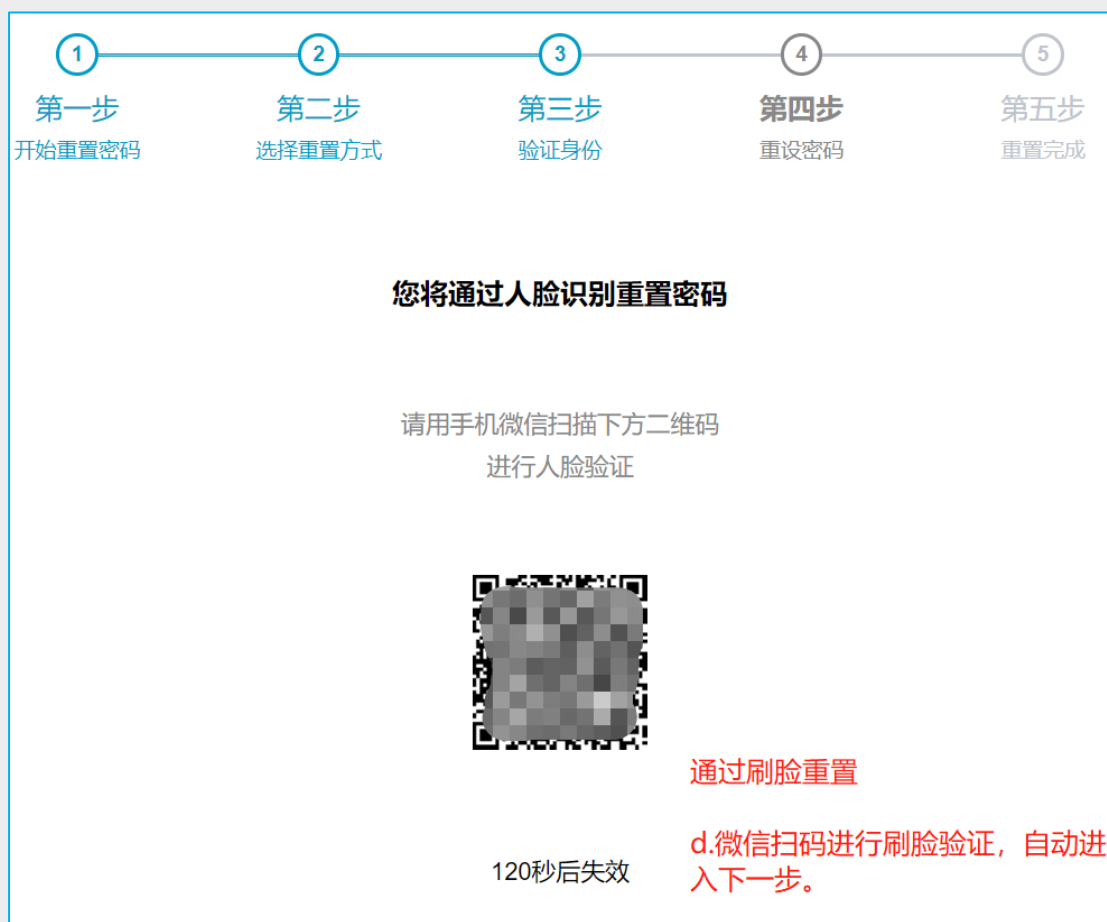 1 2 3 4 5
第一步 第二步 第三步 第四步 第五步
开始重置密码 选择重置方式 验证身份 重设密码 重置完成
您将通过人脸识别重置密码
请用手机微信扫描下方二维码
进行人脸验证
通过刷脸重置
d.微信扫码进行刷脸验证，自动进
入下一步。
120秒后失效